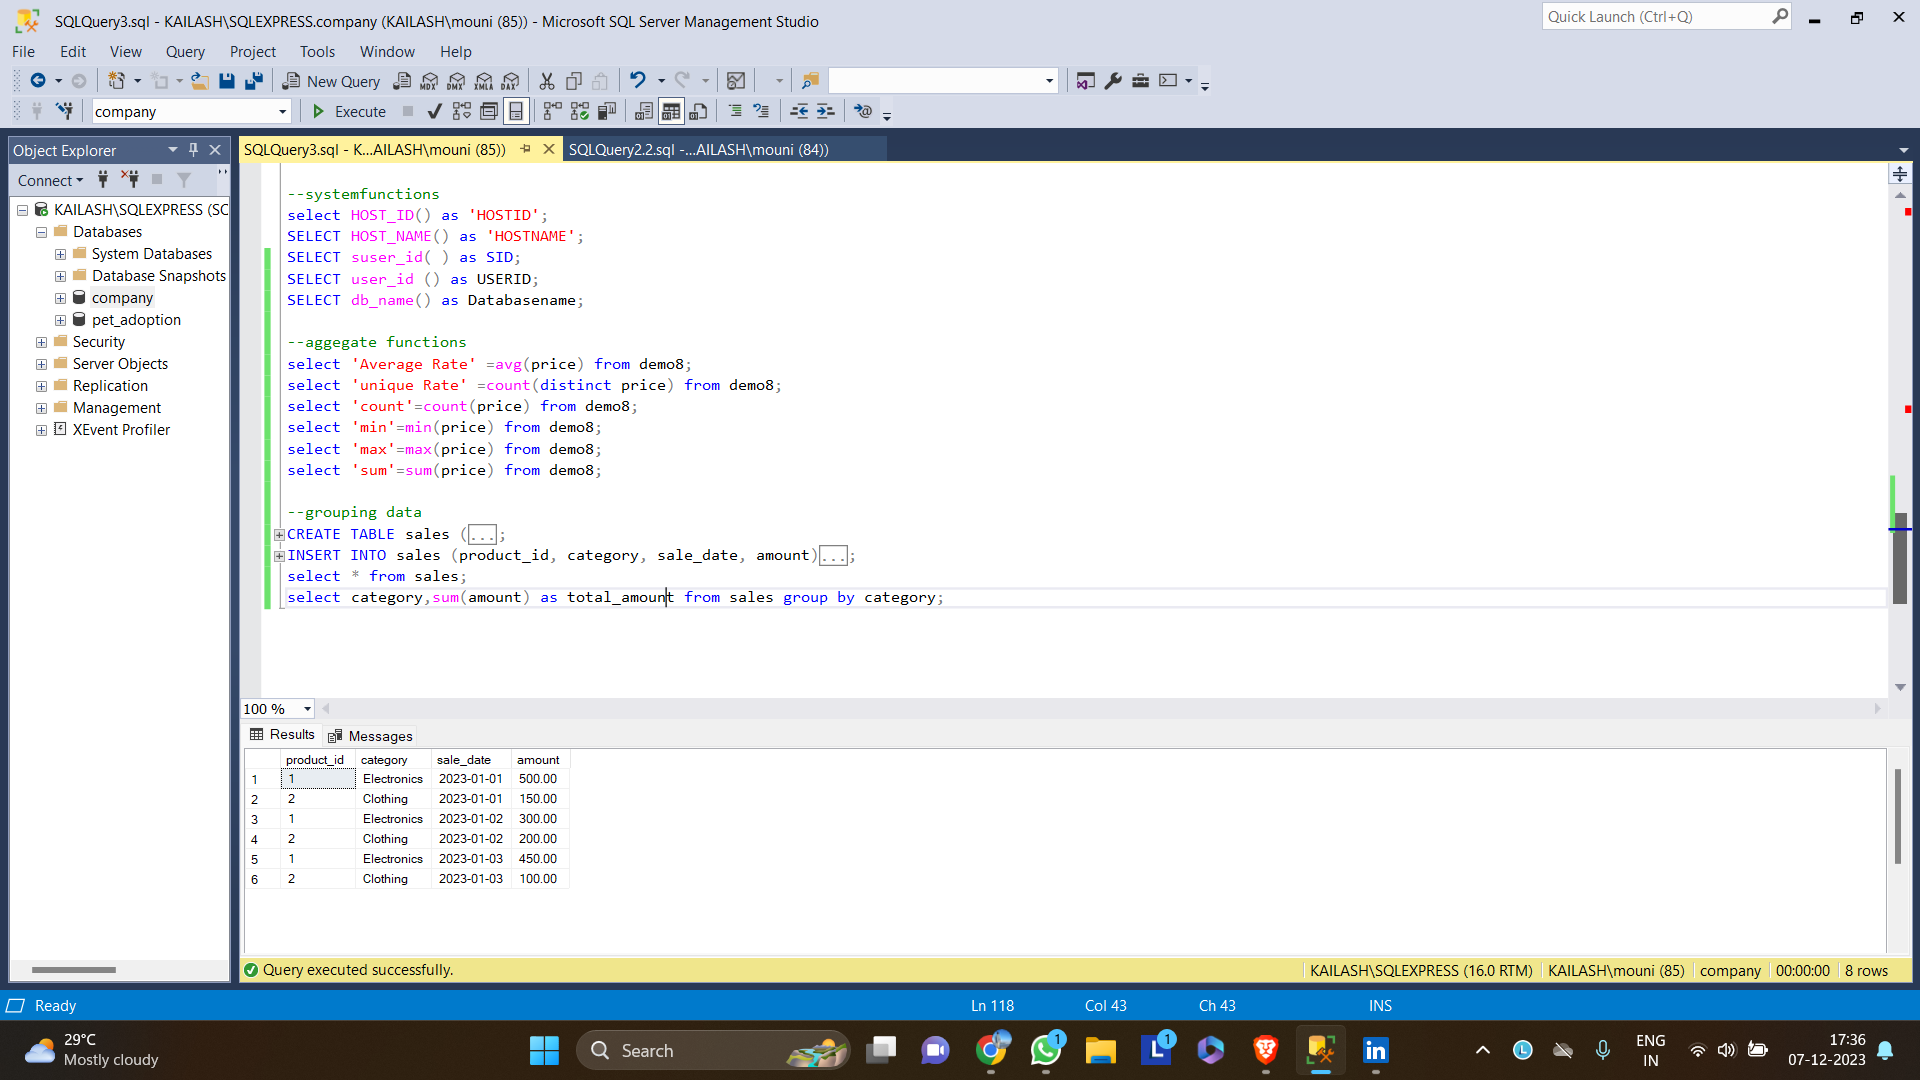 SQLQuery3.sql - KAILASH\SQLEXPRESS.company (KAILASH\mouni (85)) - Microsoft SQL Server Management Studio
Quick Launch (Ctrl+Q)
File Edit View Query Project Tools Window Help
New Query MDX DMX XMLA DAX
company Execute
Object Explorer
SQLQuery3.sql - K...AILASH\mouni (85)) SQLQuery2.2.sql -...AILASH\mouni (84))
Connect
KAILASH\SQLEXPRESS (SC
Databases
System Databases
Database Snapshots
company
pet_adoption
Security
Server Objects
Replication
Management
XEvent Profiler
--systemfunctions
select HOST_ID() as 'HOSTID';
SELECT HOST_NAME() as 'HOSTNAME';
SELECT suser_id( ) as SID;
SELECT user_id () as USERID;
SELECT db_name() as Databasename;
--aggegate functions
select 'Average Rate' =avg(price) from demo8;
select 'unique Rate' =count(distinct price) from demo8;
select 'count'=count(price) from demo8;
select 'min'=min(price) from demo8;
select 'max'=max(price) from demo8;
select 'sum'=sum(price) from demo8;
--grouping data
CREATE TABLE sales (...;
INSERT INTO sales (product_id, category, sale_date, amount)...;
select * from sales;
select category,sum(amount) as total_amount from sales group by category;
100 %
Results Messages
product_id category sale_date amount
1 1 Electronics 2023-01-01 500.00
2 2 Clothing 2023-01-01 150.00
3 1 Electronics 2023-01-02 300.00
4 2 Clothing 2023-01-02 200.00
5 1 Electronics 2023-01-03 450.00
6 2 Clothing 2023-01-03 100.00
Query executed successfully. KAILASH\SQLEXPRESS (16.0 RTM) KAILASH\mouni (85) company 00:00:00 8 rows
Ready Ln 118 Col 43 Ch 43 INS
29°C
Mostly cloudy
Search
1
L 1
in
L
ENG
IN
17:36
07-12-2023